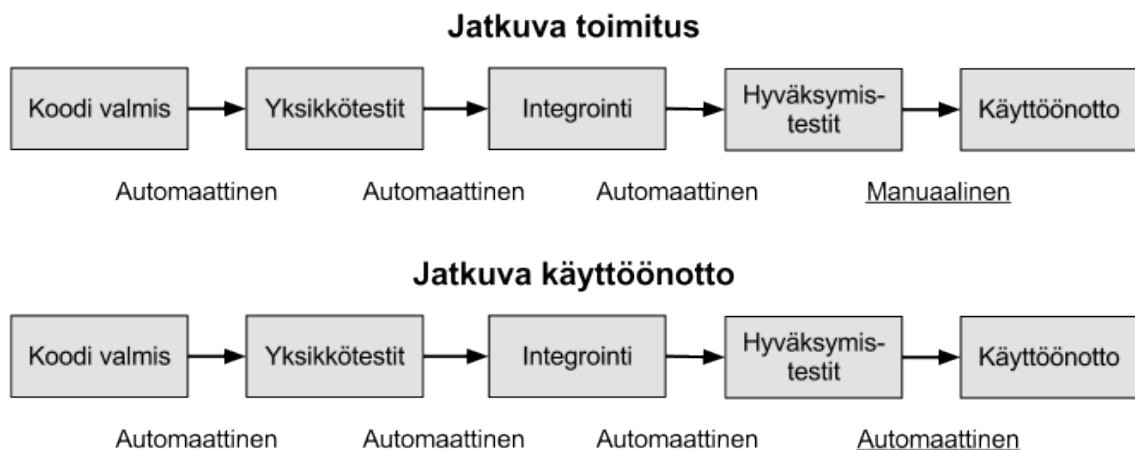 Jatkuva toimitus
Koodi valmis
Yksikkötestit
Integrointi
Hyväksymis-
testit
Käyttöönotto
Automaattinen
Automaattinen
Automaattinen
Manuaalinen
Jatkuva käyttöönotto
Koodi valmis
Yksikkötestit
Integrointi
Hyväksymis-
testit
Käyttöönotto
Automaattinen
Automaattinen
Automaattinen
Automaattinen